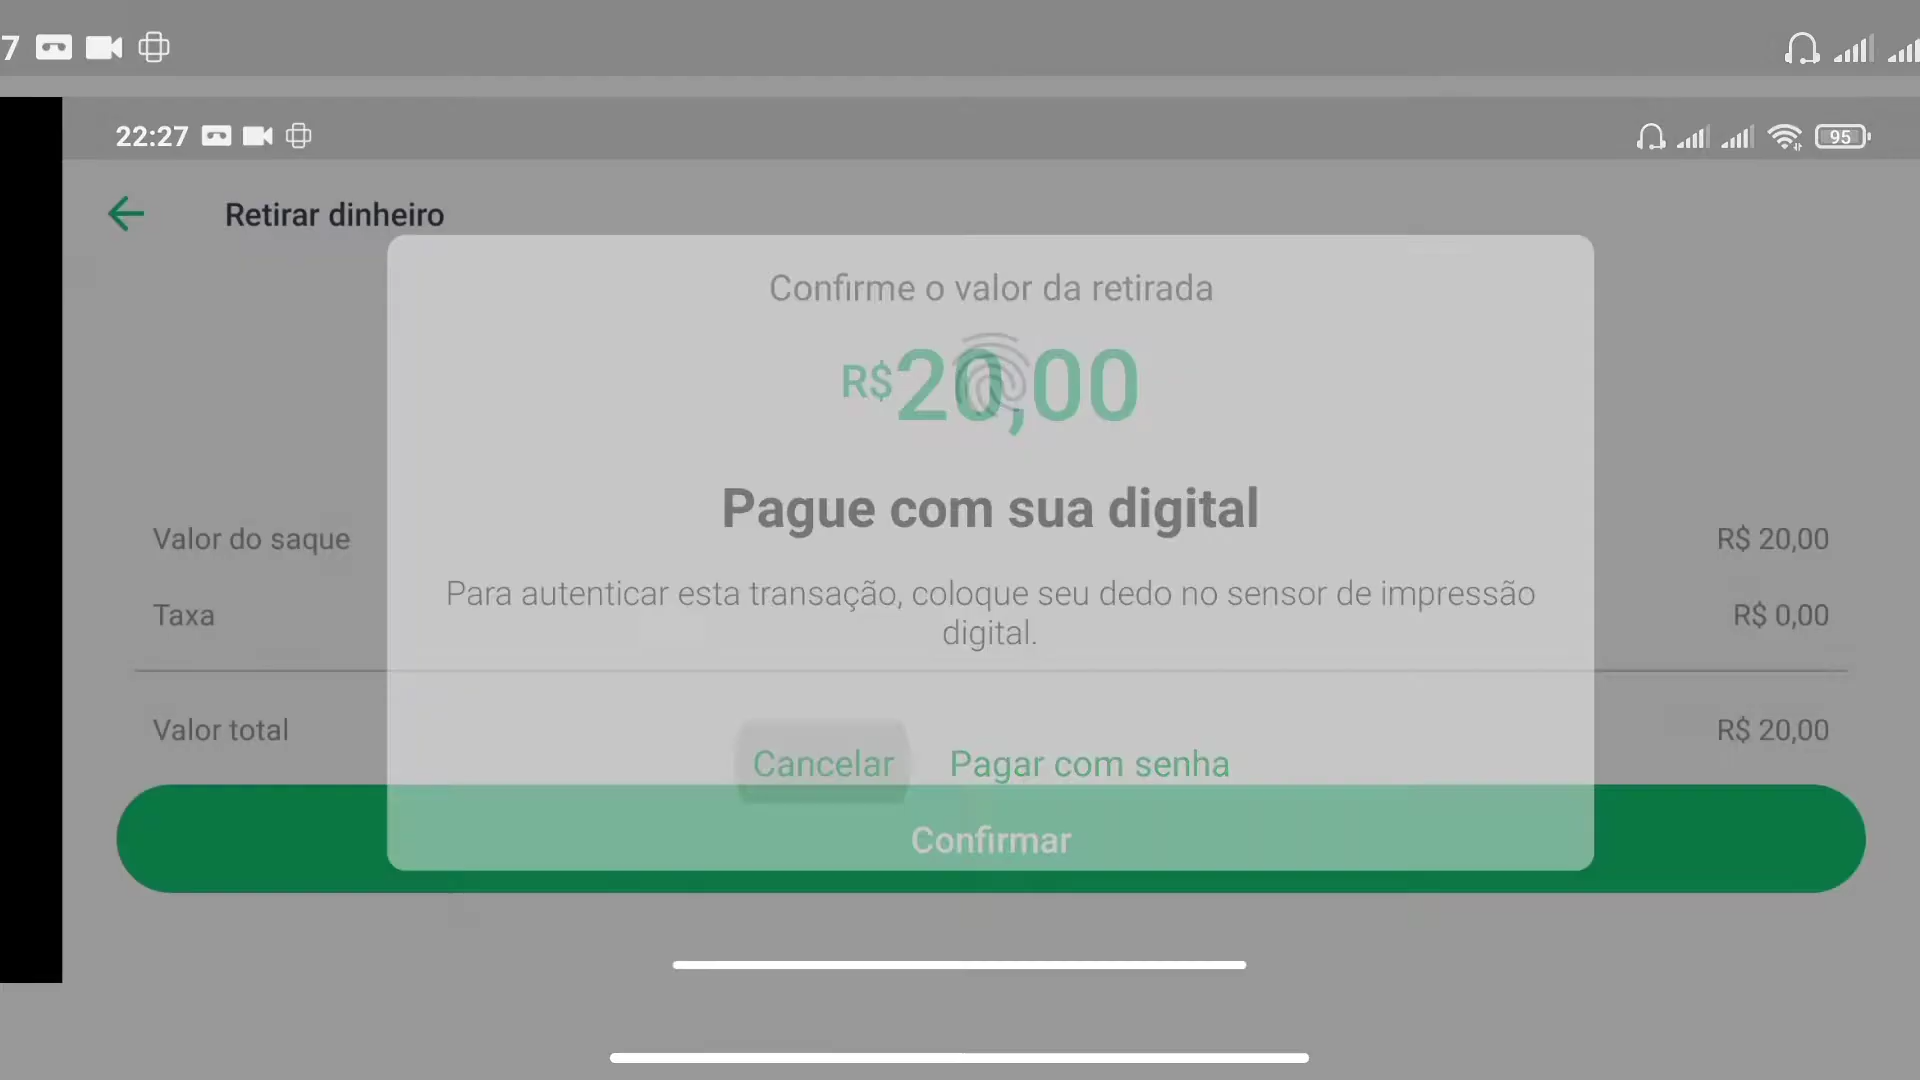 7
22:27
95
Retirar dinheiro
Confirme o valor da retirada
R$20,00
Pague com sua digital
Para autenticar esta transação, coloque seu dedo no sensor de impressão
digital.
Valor do saque R$ 20,00
Taxa R$ 0,00
Valor total R$ 20,00
Cancelar Pagar com senha
Confirmar